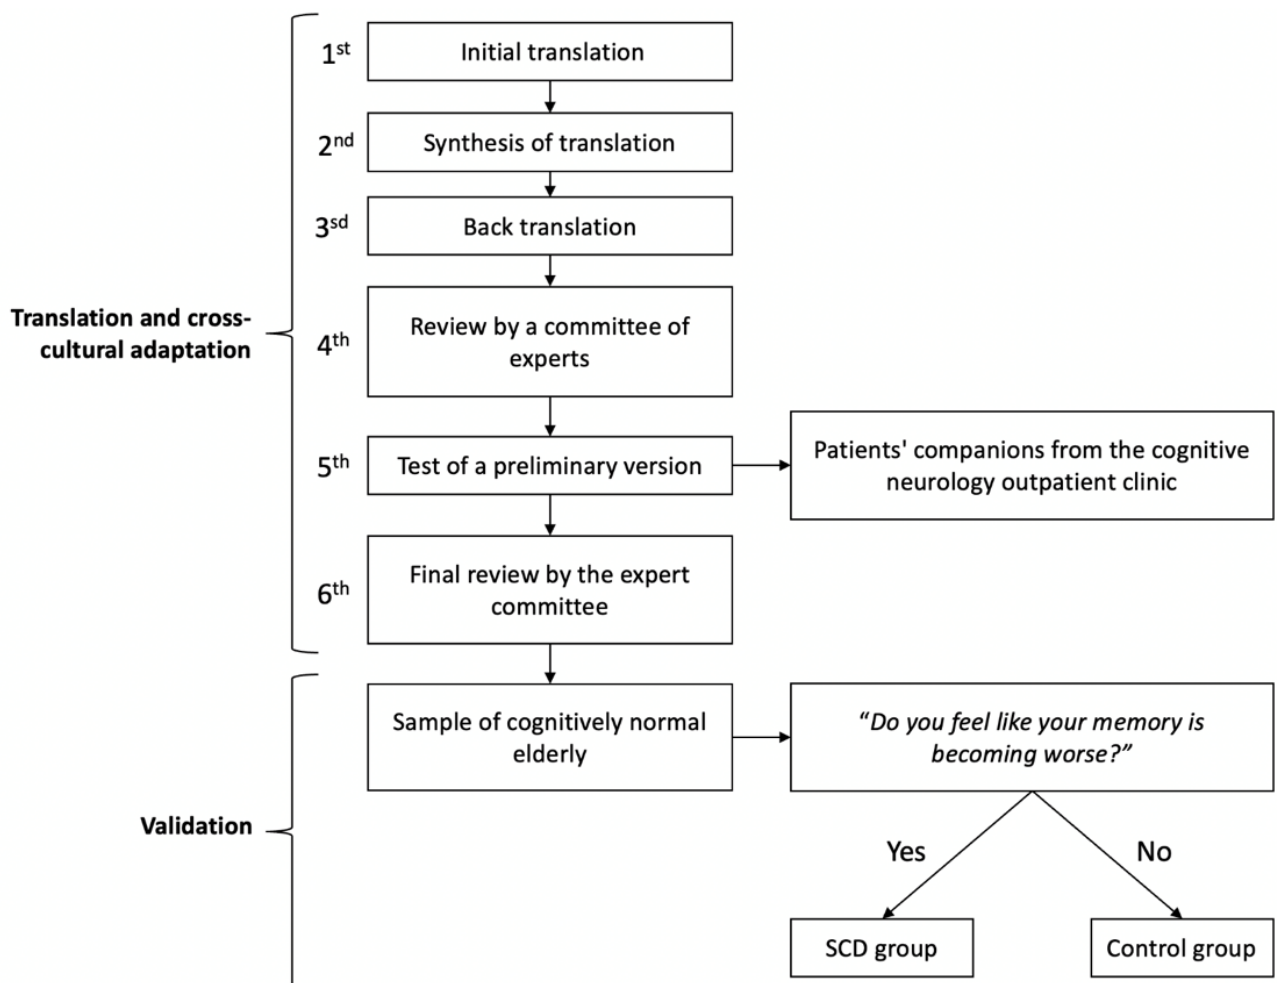 1st
Initial translation
2nd
Synthesis of translation
3sd
Back translation
Translation and cross-
cultural adaptation
4th
Review by a committee of
experts
5th
Test of a preliminary version
Patients' companions from the cognitive
neurology outpatient clinic
6th
Final review by the expert
committee
Validation
Sample of cognitively normal
elderly
“Do you feel like your memory is
becoming worse?”
Yes
No
SCD group
Control group